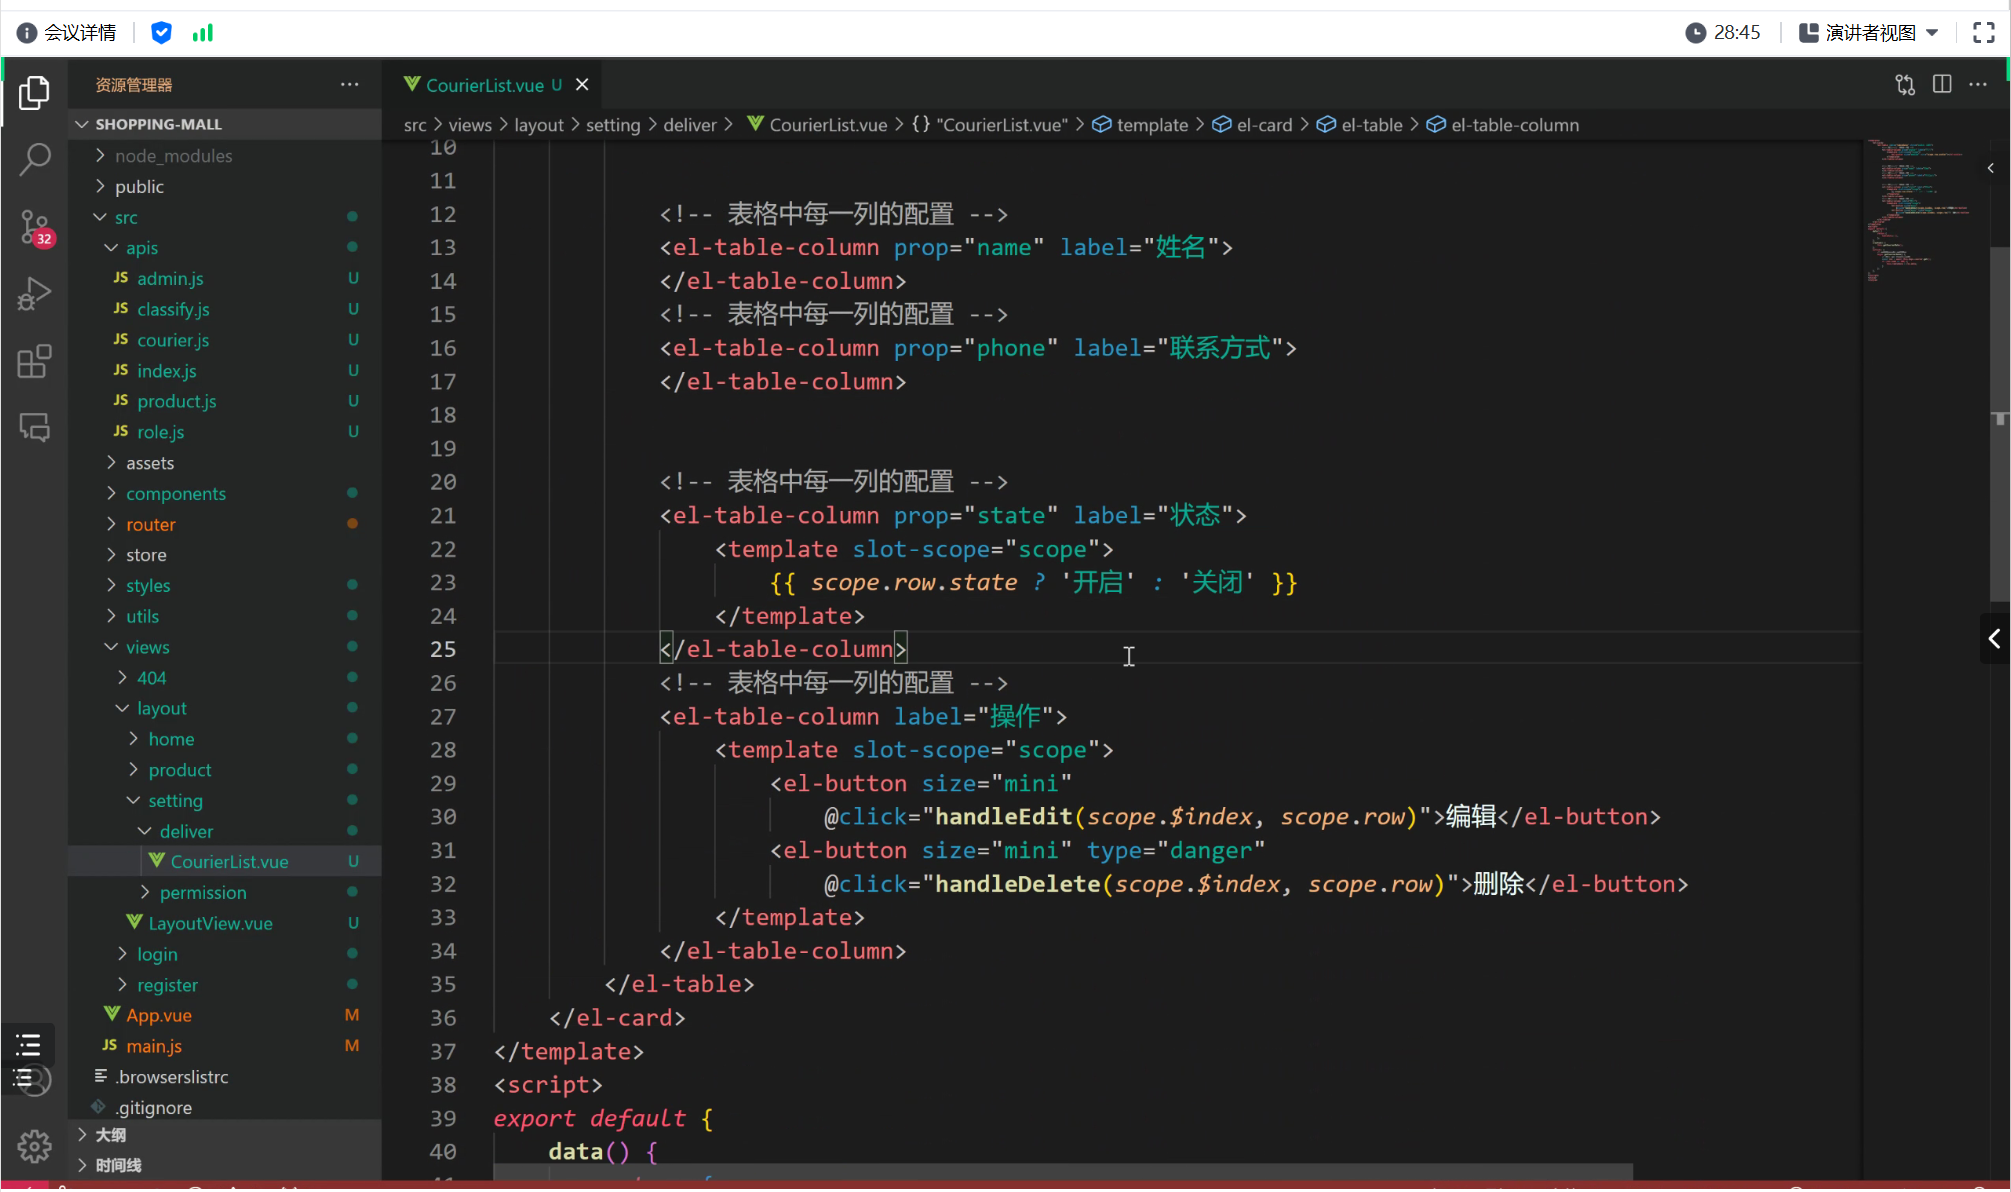 会议详情
28:45
演讲者视图
资源管理器
CourierList.vue U
SHOPPING-MALL
src > views > layout > setting > deliver > CourierList.vue > {} "CourierList.vue" > template > el-card > el-table > el-table-column
node_modules
public
src
apis
JS admin.js U
JS classify.js U
JS courier.js U
JS index.js U
JS product.js U
JS role.js U
assets
components
router
store
styles
utils
views
404
layout
home
product
setting
deliver
CourierList.vue U
permission
LayoutView.vue U
login
register
App.vue M
JS main.js M
.browserslistrc
.gitignore
大纲
时间线
32
10
11
12 <!-- 表格中每一列的配置 -->
13 <el-table-column prop="name" label="姓名">
14 </el-table-column>
15 <!-- 表格中每一列的配置 -->
16 <el-table-column prop="phone" label="联系方式">
17 </el-table-column>
18
19
20 <!-- 表格中每一列的配置 -->
21 <el-table-column prop="state" label="状态">
22 <template slot-scope="scope">
23 {{ scope.row.state ? '开启' : '关闭' }}
24 </template>
25 </el-table-column>
26 <!-- 表格中每一列的配置 -->
27 <el-table-column label="操作">
28 <template slot-scope="scope">
29 <el-button size="mini"
30 @click="handleEdit(scope.$index, scope.row)">编辑</el-button>
31 <el-button size="mini" type="danger"
32 @click="handleDelete(scope.$index, scope.row)">删除</el-button>
33 </template>
34 </el-table-column>
35 </el-table>
36 </el-card>
37 </template>
38 <script>
39 export default {
40 data() {